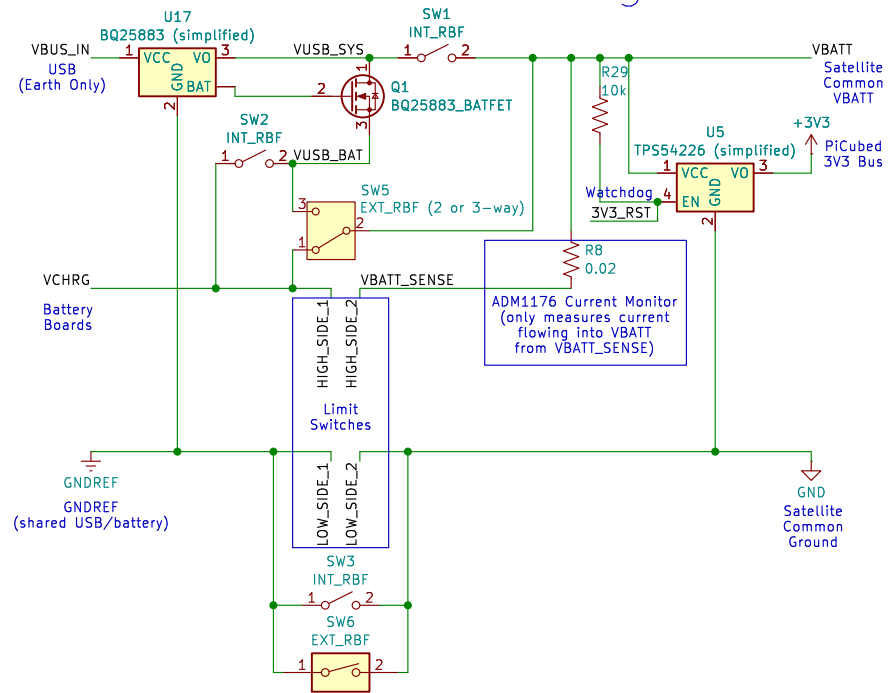 U17
BQ25883 (simplified)
VBUS_IN
1
VCC
VO
3
GND
BAT
2
USB
(Earth Only)
VUSB_SYS
SW1
INT_RBF
1
2
VBATT
Satellite
Common
VBATT
1
2
3
Q1
BQ25883_BATFET
SW2
INT_RBF
1
2
VUSB_BAT
R29
10k
U5
TPS54226 (simplified)
+3V3
PiCubed
3V3 Bus
1
VCC
VO
3
4
EN
GND
2
Watchdog
3V3_RST
SW5
EXT_RBF (2 or 3-way)
3
2
1
VCHRG
Battery
Boards
VBATT_SENSE
R8
0.02
ADM1176 Current Monitor
(only measures current
flowing into VBATT
from VBATT_SENSE)
HIGH_SIDE_1
HIGH_SIDE_2
Limit
Switches
LOW_SIDE_1
LOW_SIDE_2
GNDREF
GNDREF
(shared USB/battery)
GND
Satellite
Common
Ground
SW3
INT_RBF
1
2
SW6
EXT_RBF
1
2